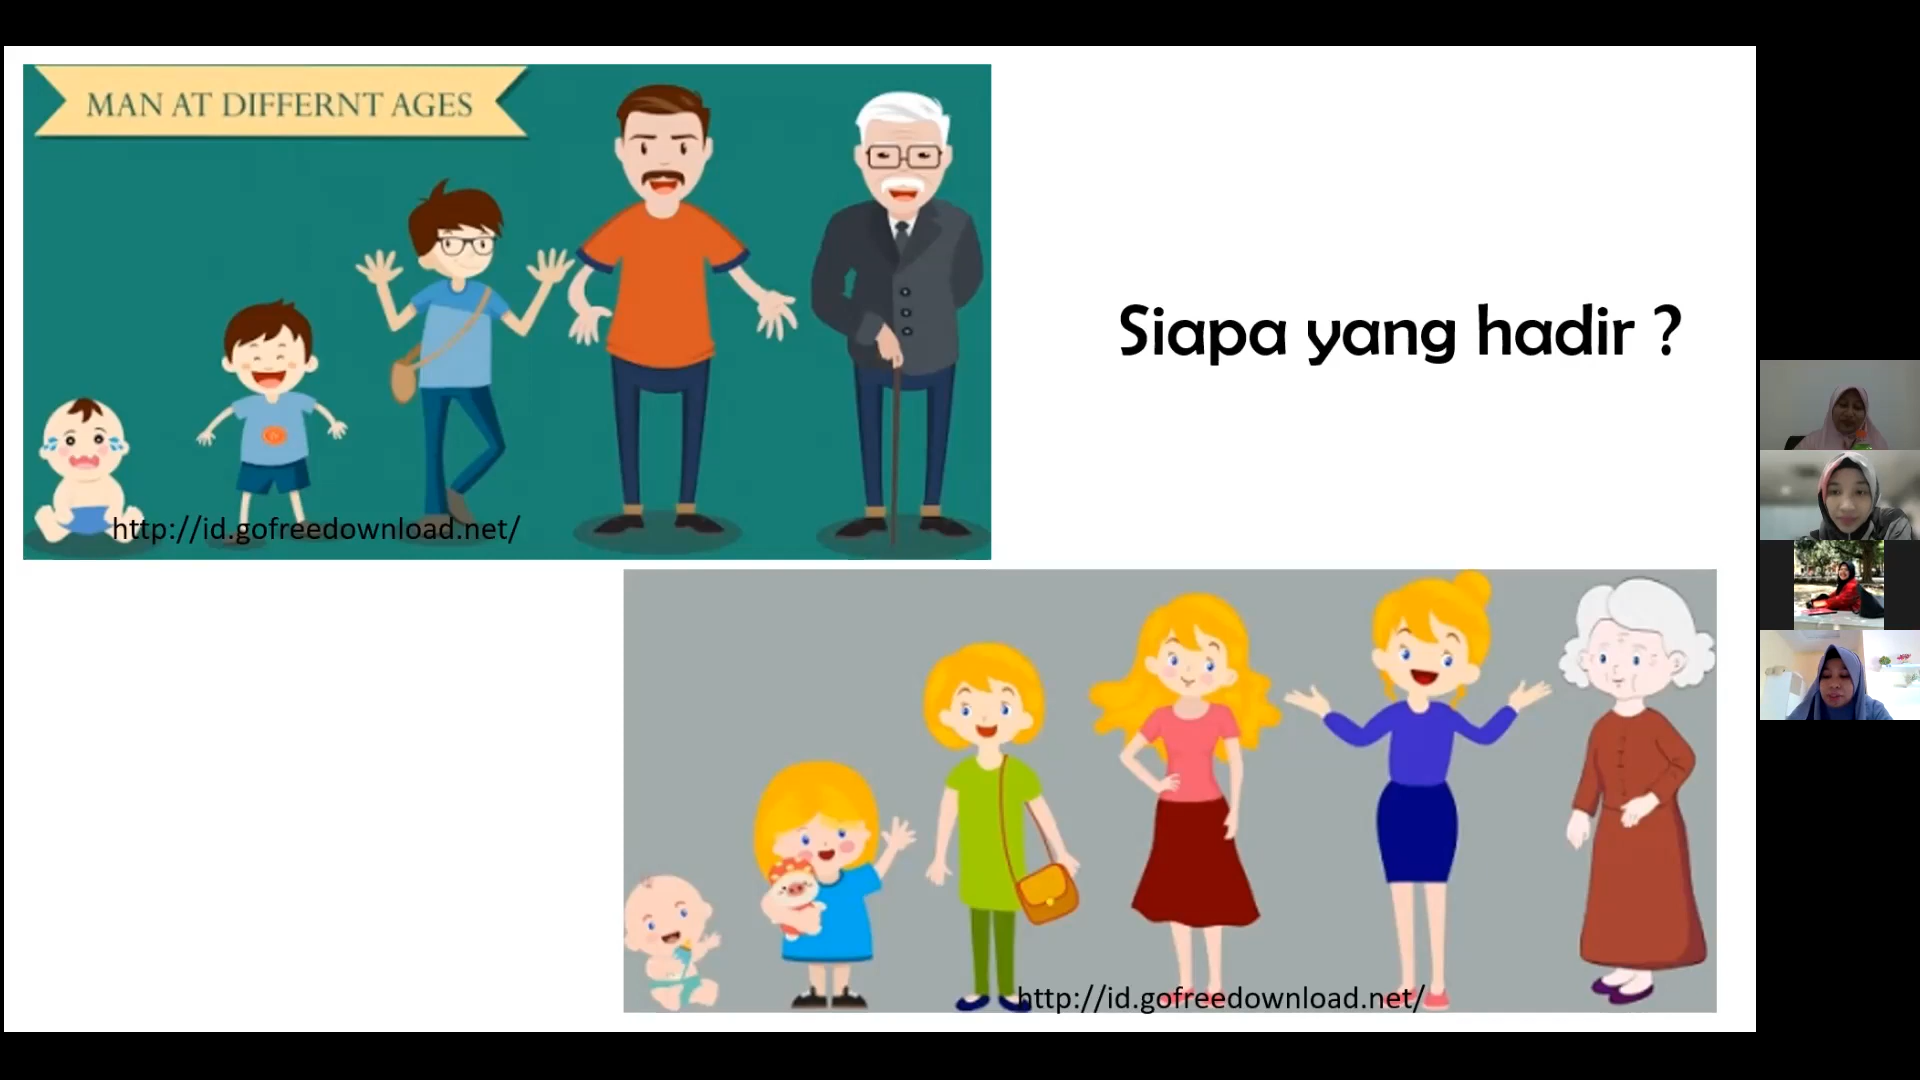 MAN AT DIFFERNT AGES
http://id.gofreedownload.net/
Siapa yang hadir ?
http://id.gofreedownload.net/